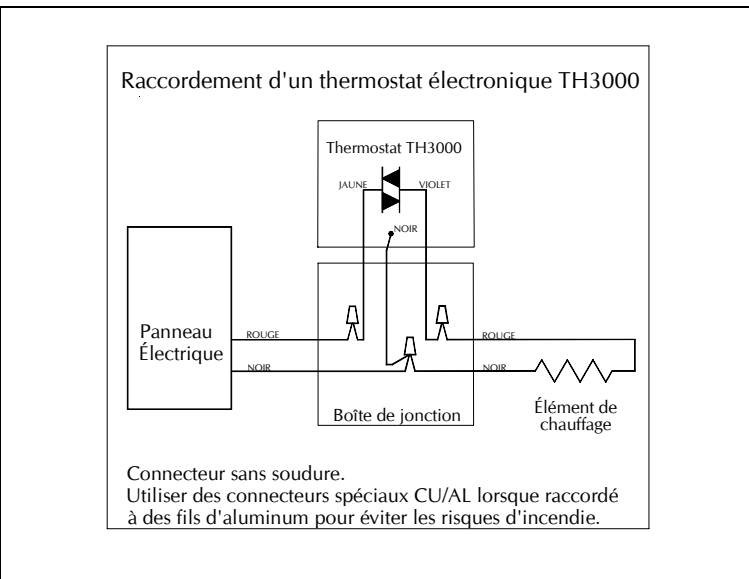 Raccordement d'un thermostat électronique TH3000
Thermostat TH3000
JAUNE
VIOLET
NOIR
Panneau
Électrique
ROUGE
NOIR
ROUGE
NOIR
Boîte de jonction
Élément de
chauffage
Connecteur sans soudure.
Utiliser des connecteurs spéciaux CU/AL lorsque raccordé
à des fils d'aluminum pour éviter les risques d'incendie.